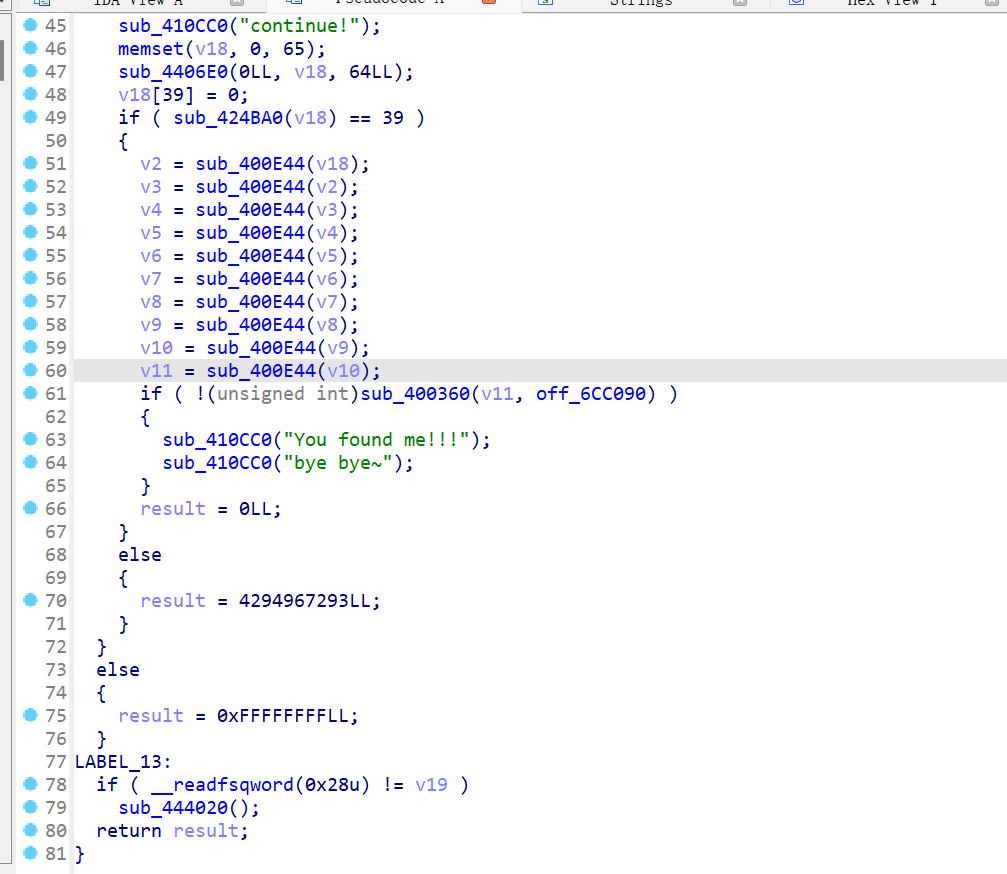 IDA View A Pseudocode A Strings Hex View 1
45 sub_410CC0("continue!");
46 memset(v18, 0, 65);
47 sub_4406E0(0LL, v18, 64LL);
48 v18[39] = 0;
49 if ( sub_424BA0(v18) == 39 )
50 {
51 v2 = sub_400E44(v18);
52 v3 = sub_400E44(v2);
53 v4 = sub_400E44(v3);
54 v5 = sub_400E44(v4);
55 v6 = sub_400E44(v5);
56 v7 = sub_400E44(v6);
57 v8 = sub_400E44(v7);
58 v9 = sub_400E44(v8);
59 v10 = sub_400E44(v9);
60 v11 = sub_400E44(v10);
61 if ( !(unsigned int)sub_400360(v11, off_6CC090) )
62 {
63 sub_410CC0("You found me!!!");
64 sub_410CC0("bye bye~");
65 }
66 result = 0LL;
67 }
68 else
69 {
70 result = 4294967293LL;
71 }
72 }
73 else
74 {
75 result = 0xFFFFFFFFLL;
76 }
77 LABEL_13:
78 if ( __readfsqword(0x28u) != v19 )
79 sub_444020();
80 return result;
81 }